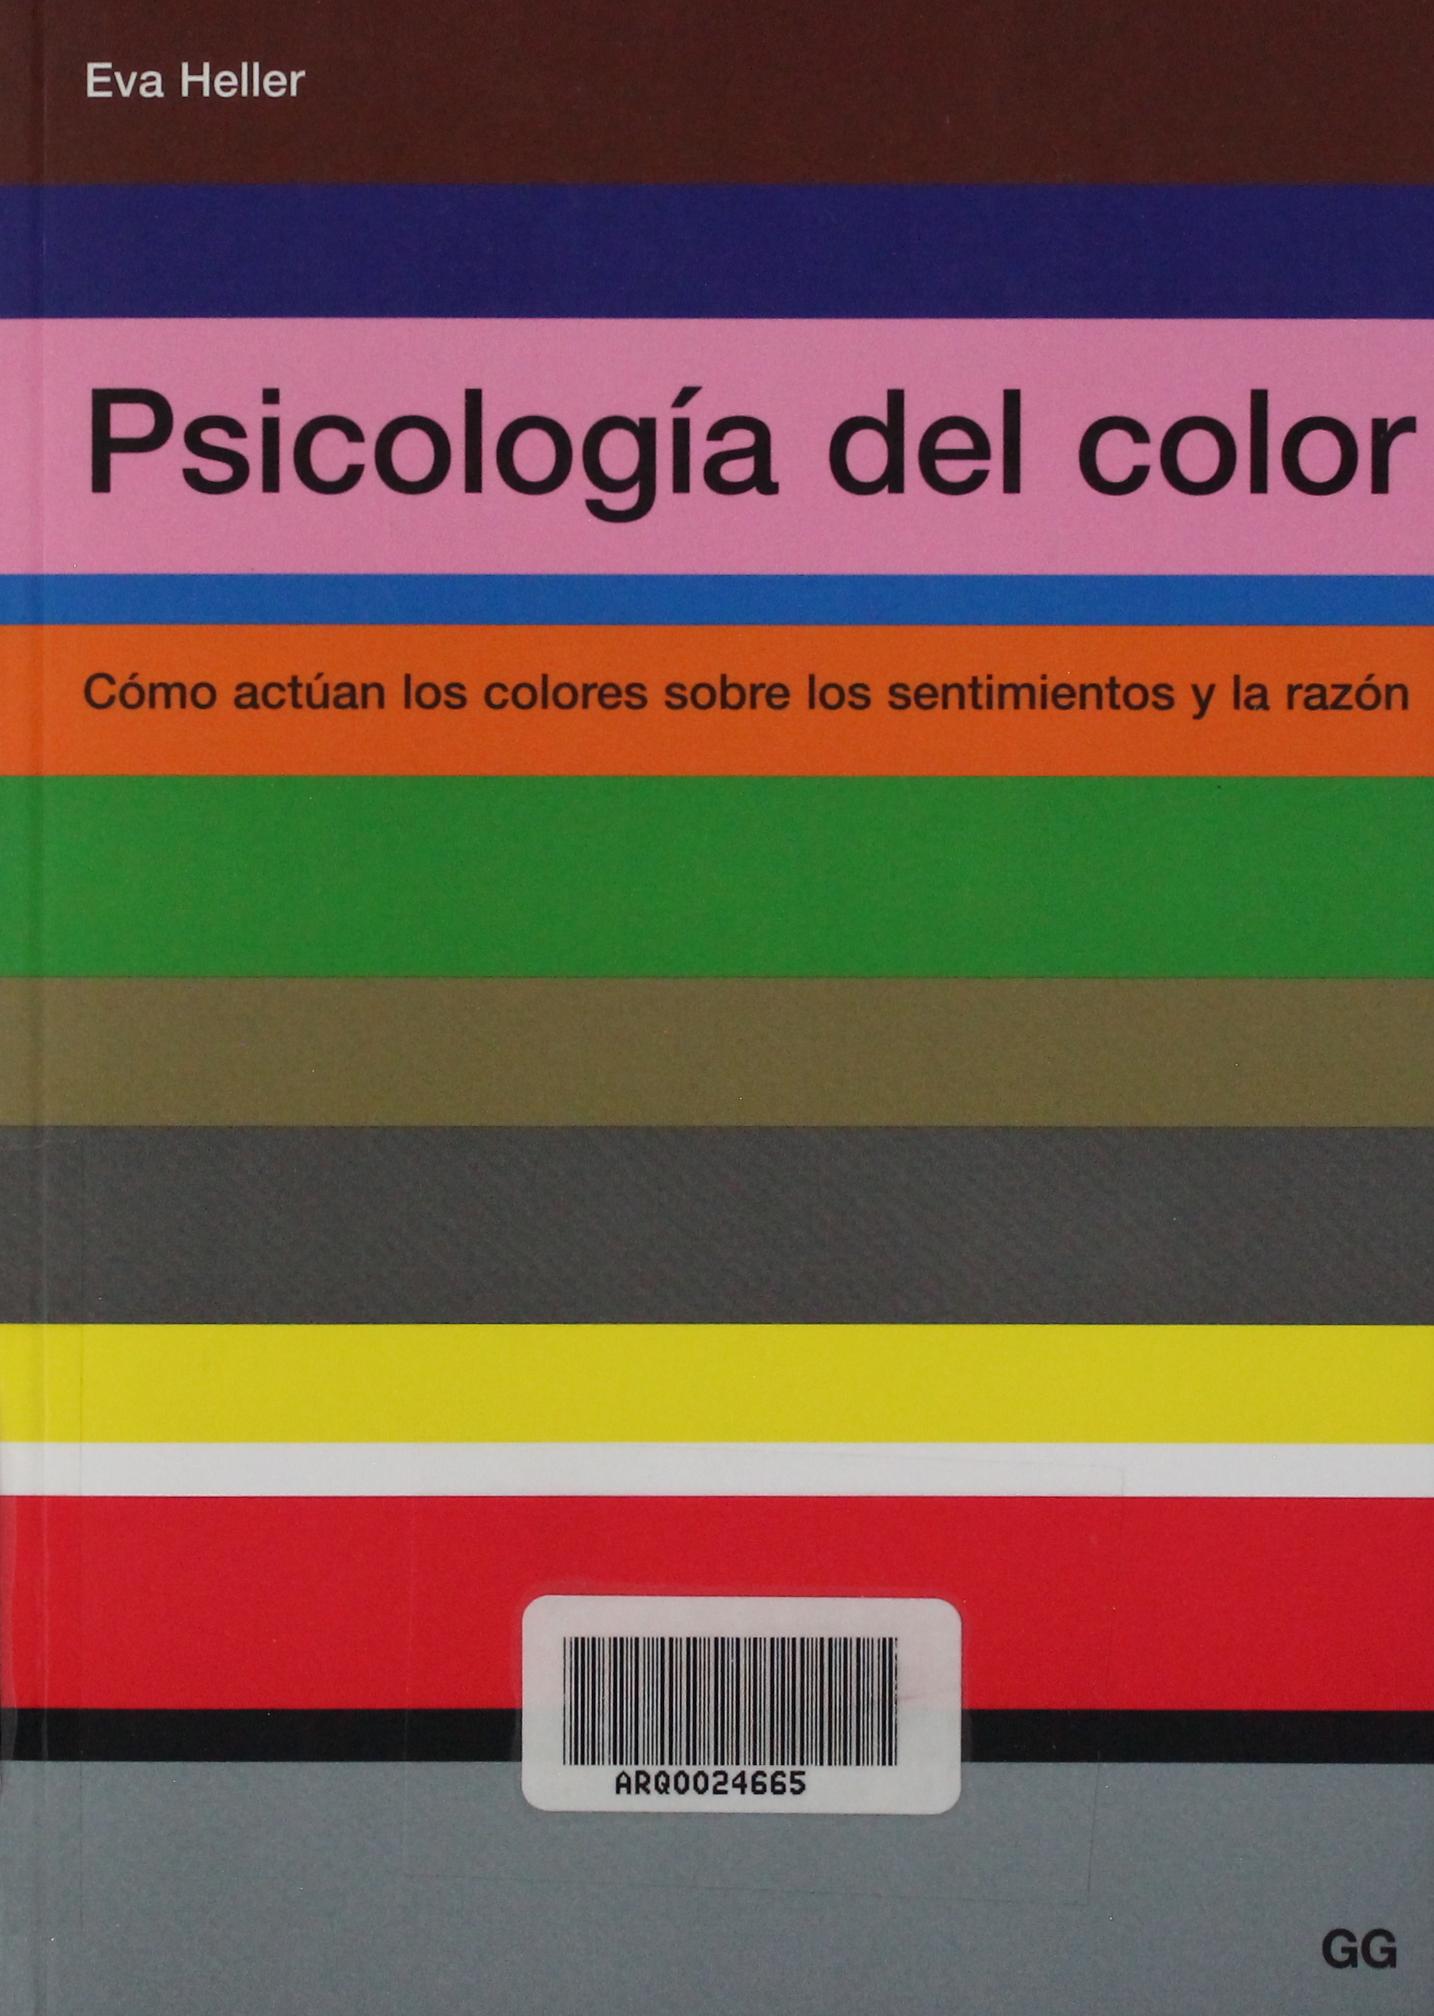 Eva Heller
Psicología del color
Cómo actúan los colores sobre los sentimientos y la razón
ARQ0024665
GG